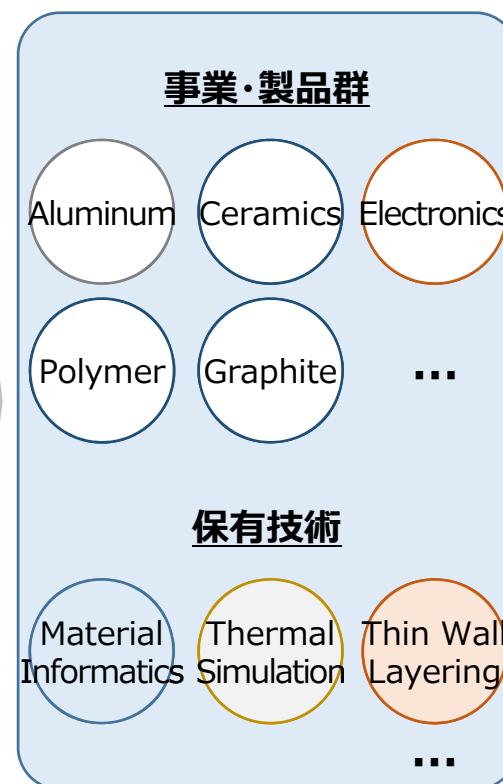 事業・製品群
Aluminum Ceramics Electronics
Polymer Graphite ...
保有技術
Material Thermal Thin Wall
Informatics Simulation Layering
...